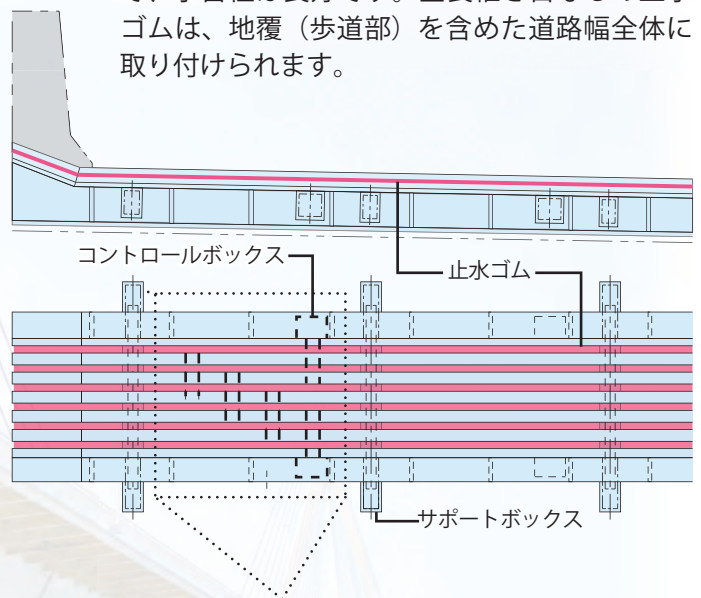 ゴムは、地覆（歩道部）を含めた道路幅全体に
取り付けられます。
コントロールボックス
止水ゴム
サポートボックス